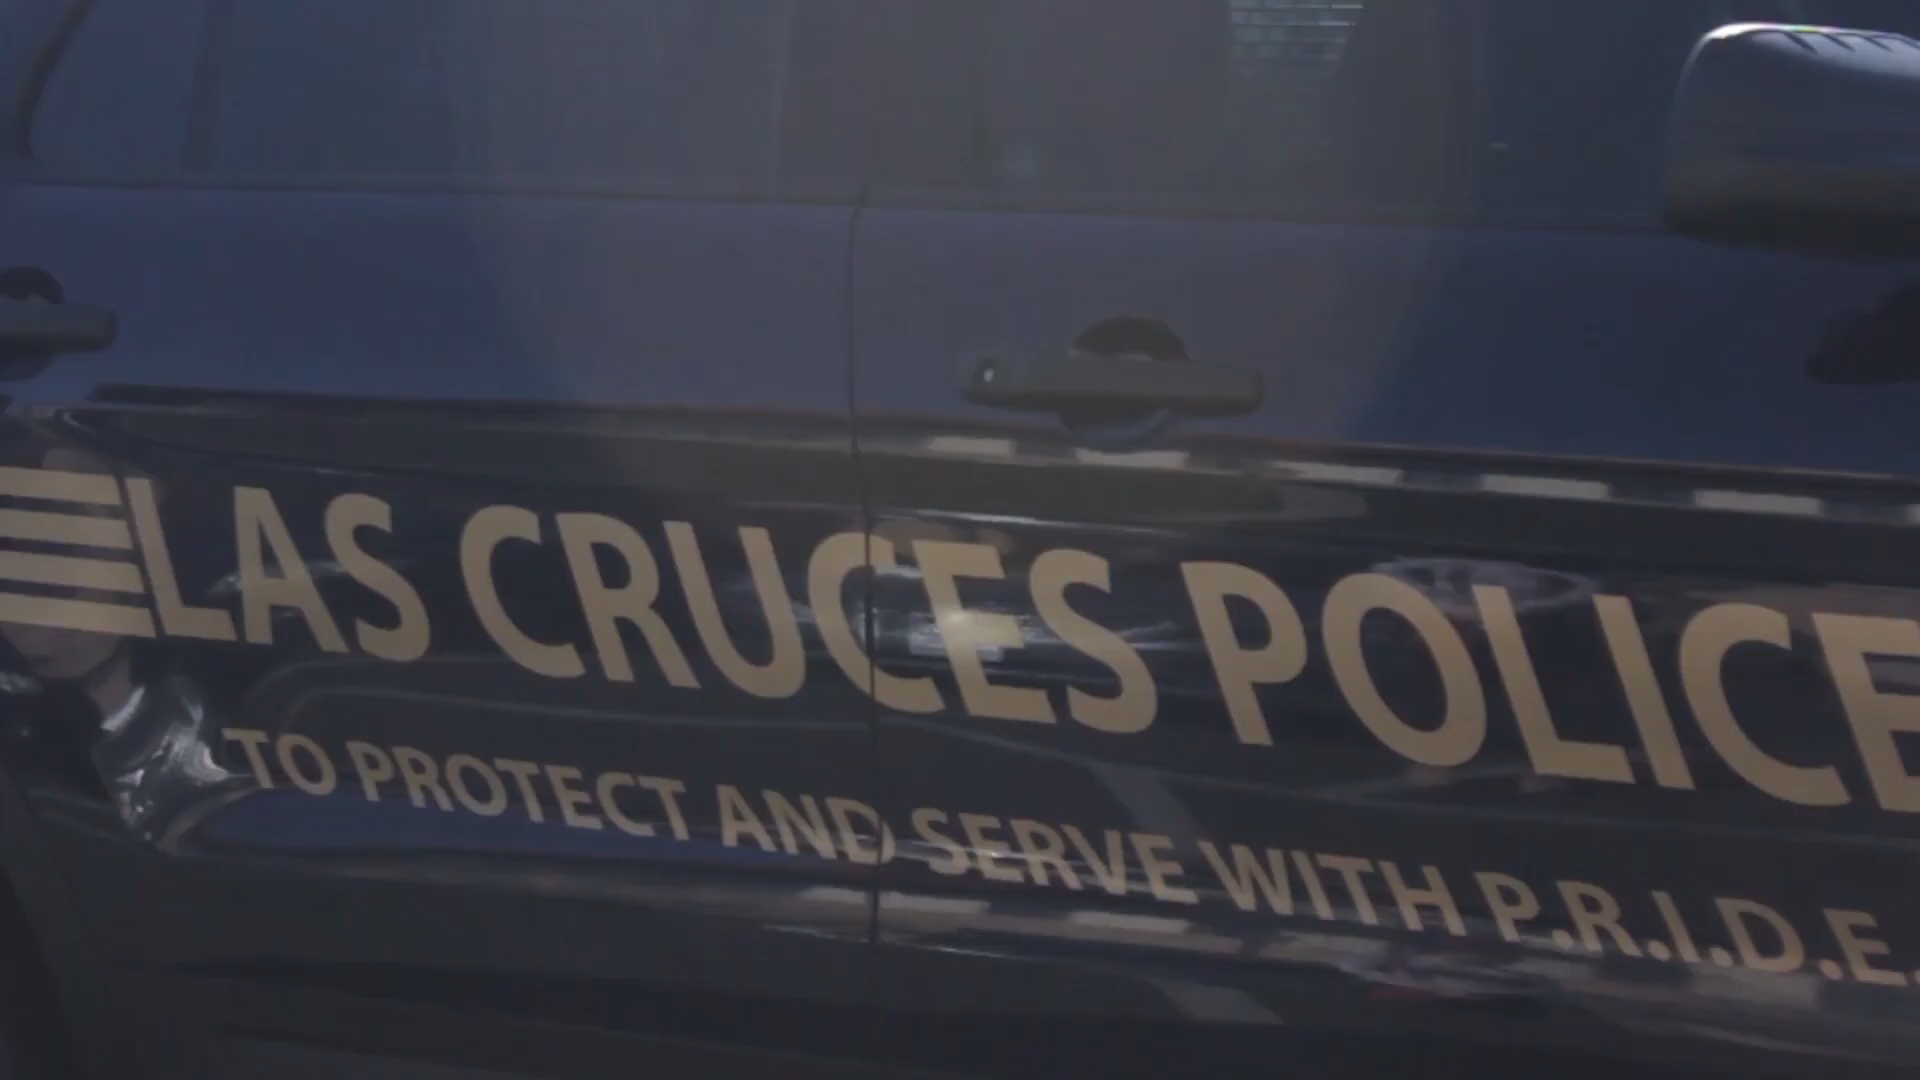 LAS CRUCES POLICE
TO PROTECT AND SERVE WITH P.R.I.D.E.